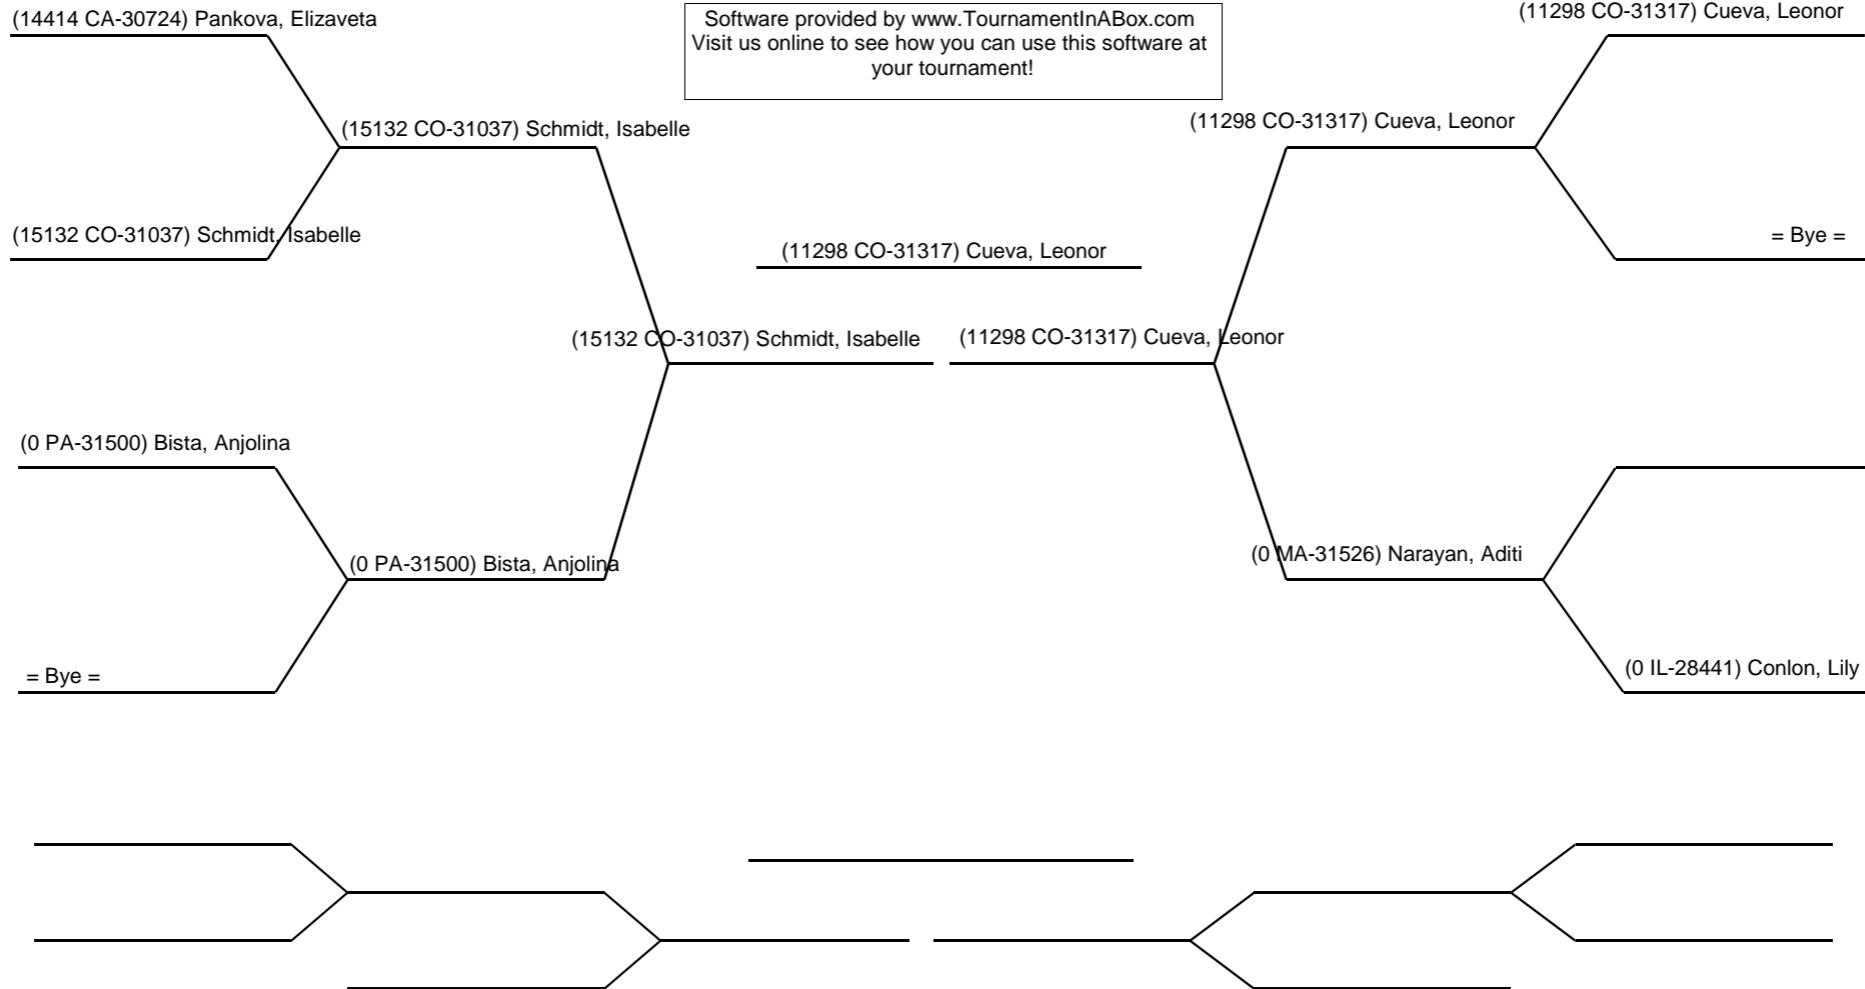 (14414 CA-30724) Pankova, Elizaveta
Software provided by www.TournamentInABox.com
Visit us online to see how you can use this software at
your tournament!
(11298 CO-31317) Cueva, Leonor
(15132 CO-31037) Schmidt, Isabelle
(11298 CO-31317) Cueva, Leonor
(15132 CO-31037) Schmidt, Isabelle
(11298 CO-31317) Cueva, Leonor
= Bye =
(15132 CO-31037) Schmidt, Isabelle
(11298 CO-31317) Cueva, Leonor
(0 PA-31500) Bista, Anjolina
(0 PA-31500) Bista, Anjolina
(0 MA-31526) Narayan, Aditi
= Bye =
(0 IL-28441) Conlon, Lily